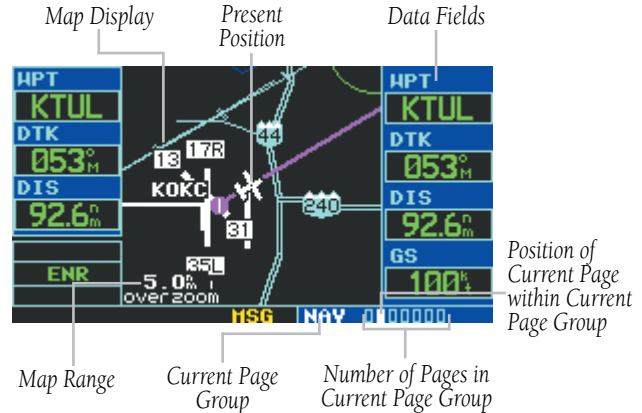 Map Display
Present
Position
Data Fields
WPT
KTUL
DTK
053°M
DIS
92.6nm
ENR
13
17R
KOKC
31
35L
5.0nm
overzoom
44
240
WPT
KTUL
DTK
053°M
DIS
92.6nm
GS
100kt
MSG
NAV
Position of
Current Page
within Current
Page Group
Map Range
Current Page
Group
Number of Pages in
Current Page Group